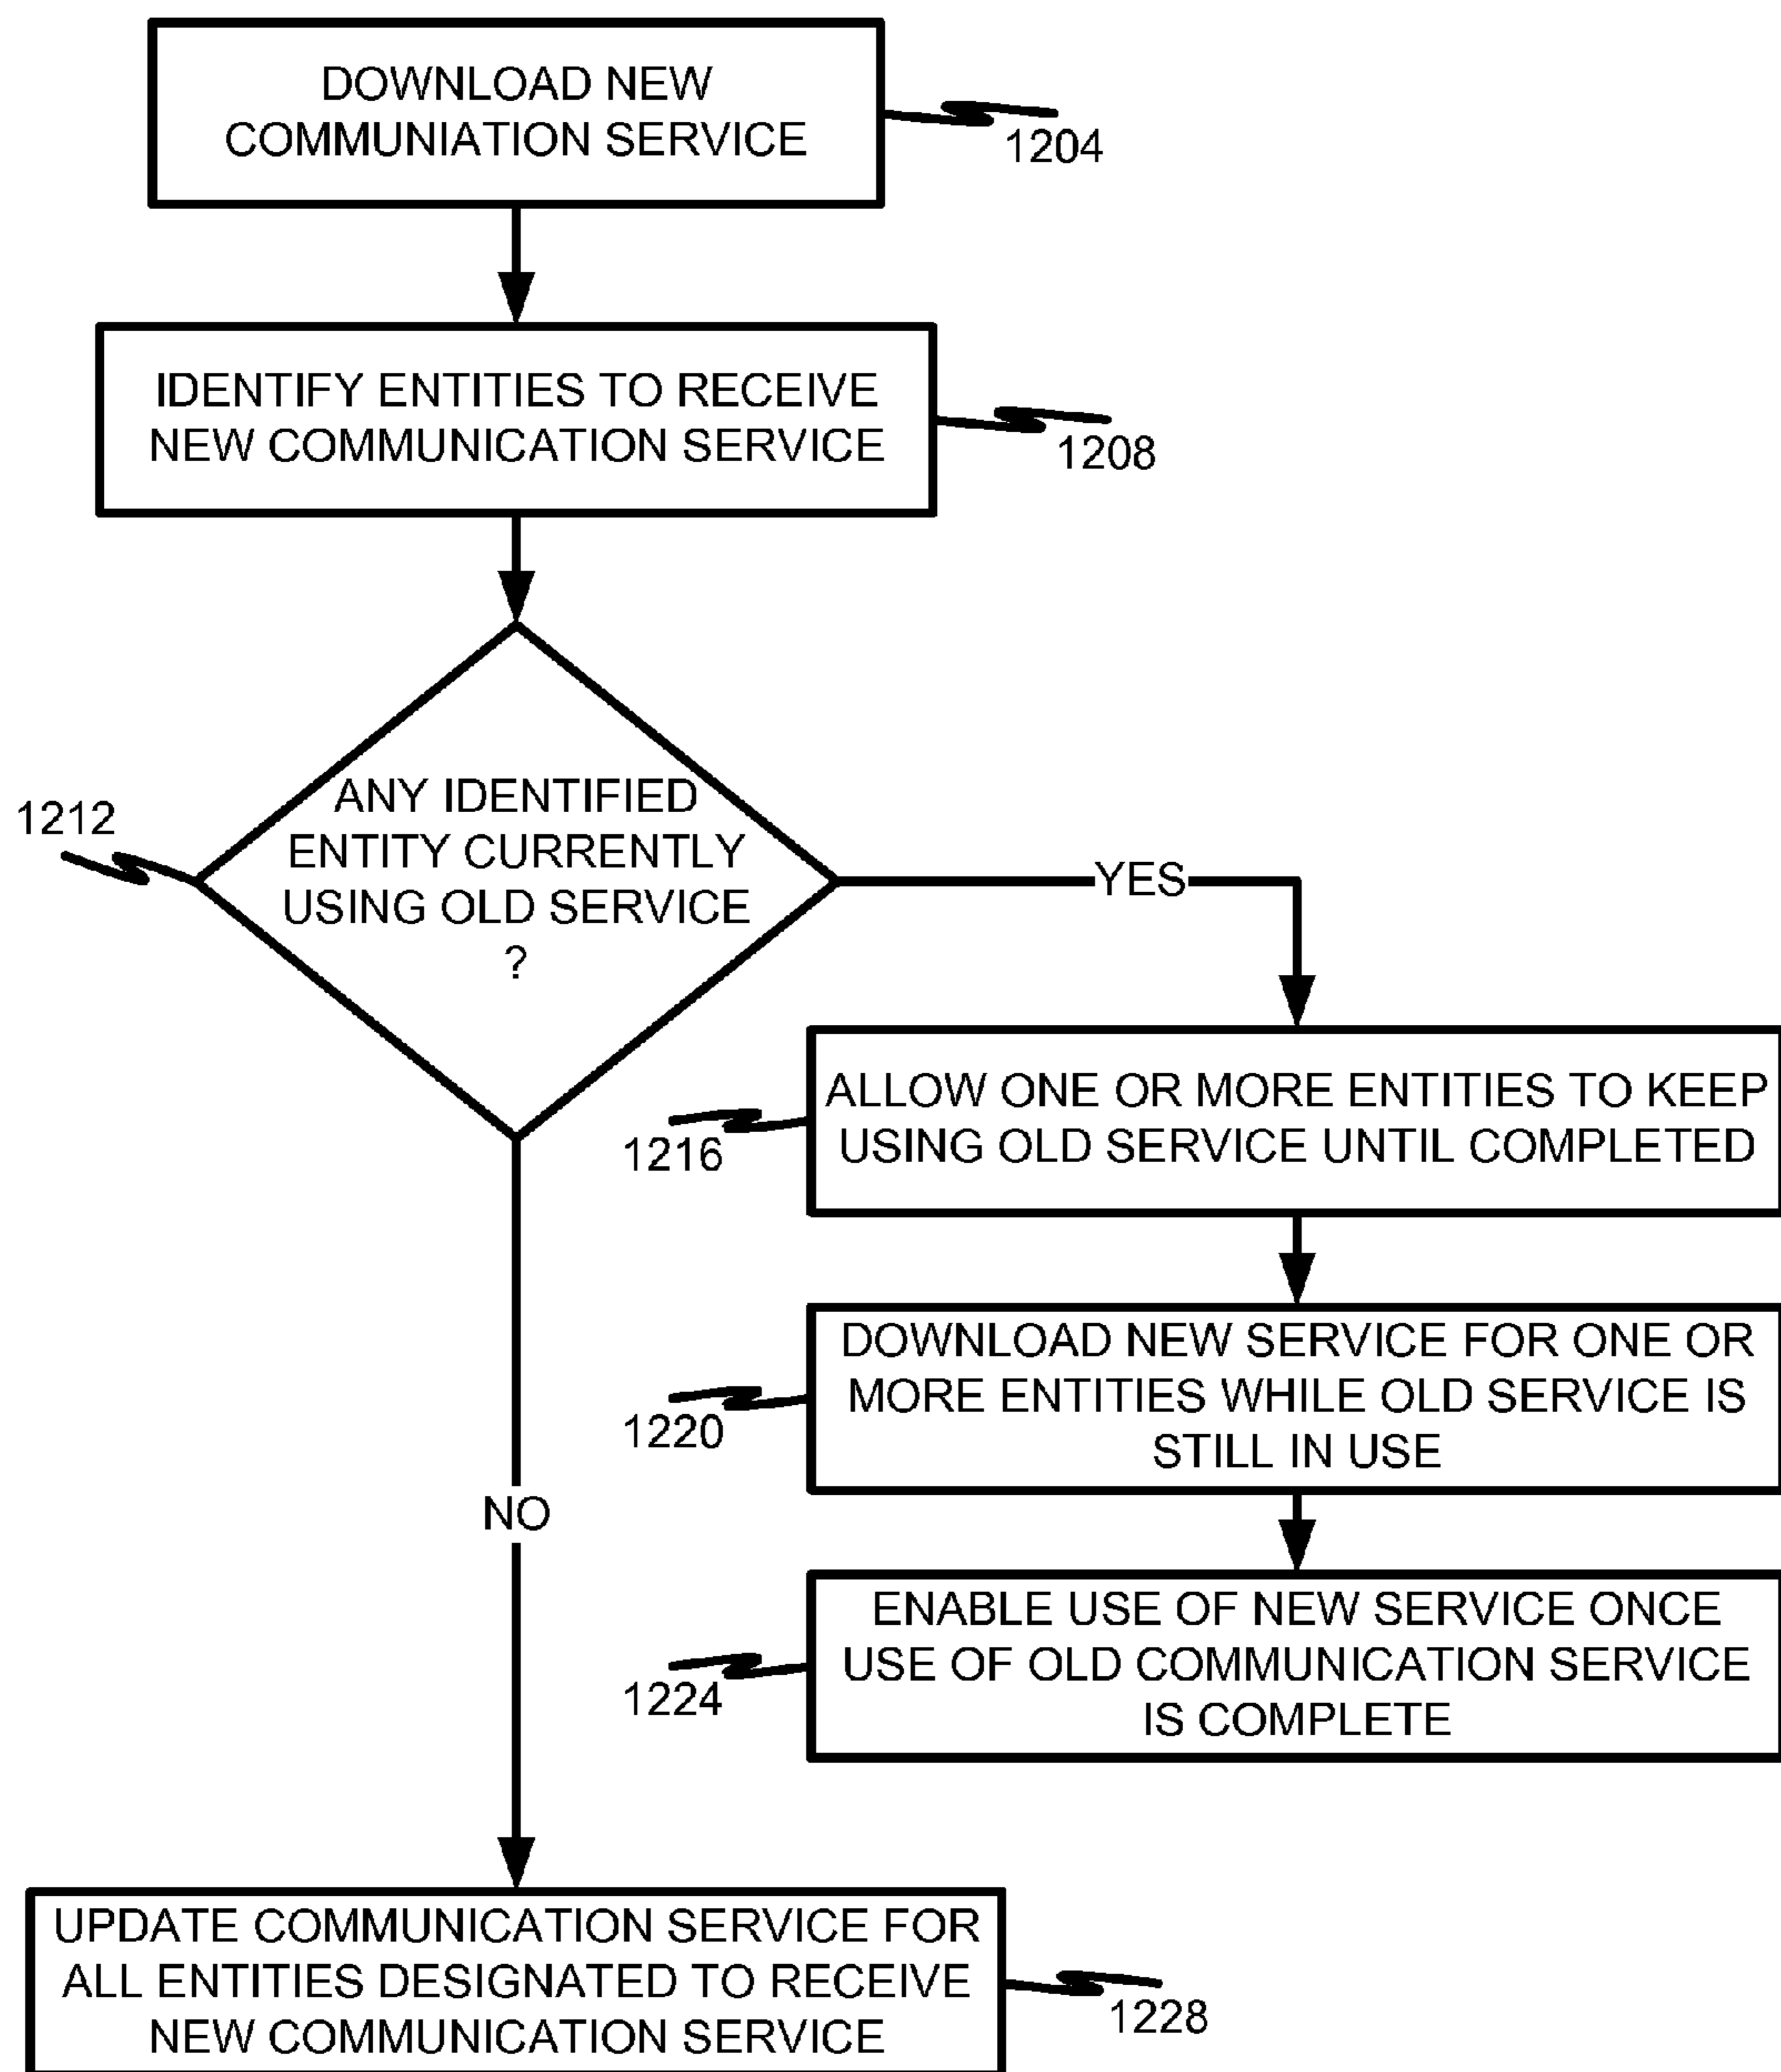 DOWNLOAD NEW
COMMUNIATION SERVICE
1204
IDENTIFY ENTITIES TO RECEIVE
NEW COMMUNICATION SERVICE
1208
1212
ANY IDENTIFIED
ENTITY CURRENTLY
USING OLD SERVICE
?
YES
ALLOW ONE OR MORE ENTITIES TO KEEP
USING OLD SERVICE UNTIL COMPLETED
1216
DOWNLOAD NEW SERVICE FOR ONE OR
MORE ENTITIES WHILE OLD SERVICE IS
STILL IN USE
1220
NO
ENABLE USE OF NEW SERVICE ONCE
USE OF OLD COMMUNICATION SERVICE
IS COMPLETE
1224
UPDATE COMMUNICATION SERVICE FOR
ALL ENTITIES DESIGNATED TO RECEIVE
NEW COMMUNICATION SERVICE
1228